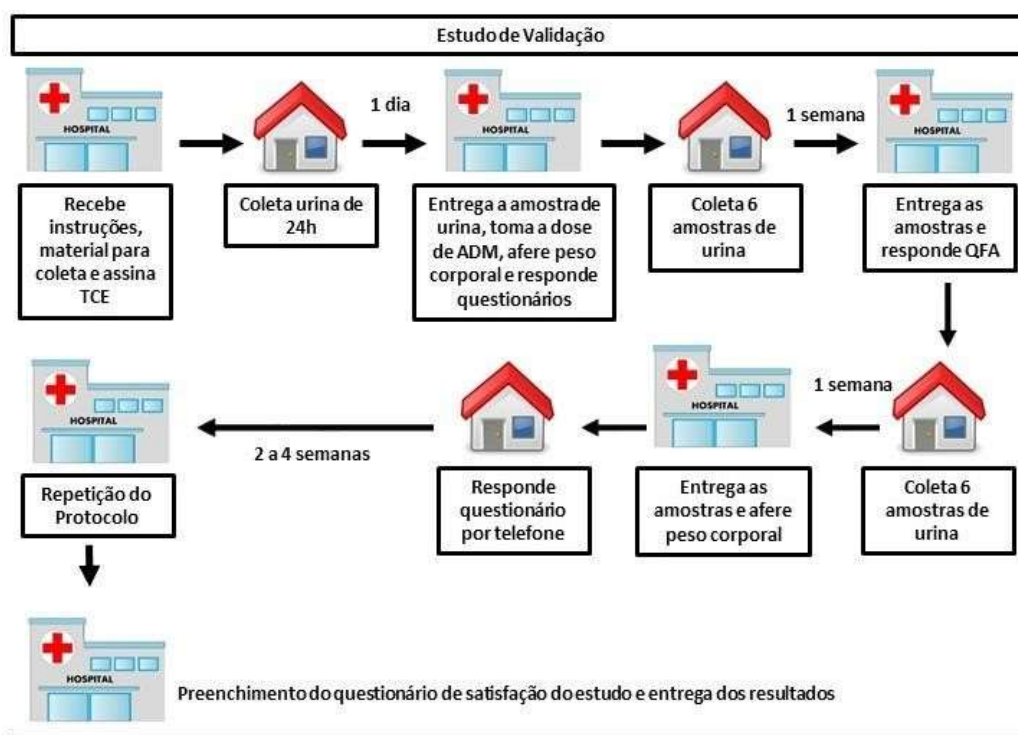 Estudo de Validação
HOSPITAL
1 dia
HOSPITAL
1 semana
HOSPITAL
Recebe
instruções,
material para
coleta e assina
TCE
Coleta urina de
24h
Entrega a amostra de
urina, toma a dose
de ADM, afere peso
corporal e responde
questionários
Coleta 6
amostras de
urina
Entrega as
amostras e
responde QFA
HOSPITAL
2 a 4 semanas
HOSPITAL
1 semana
Repetição do
Protocolo
Responde
questionário
por telefone
Entrega as
amostras e afere
peso corporal
Coleta 6
amostras de
urina
HOSPITAL
Preenchimento do questionário de satisfação do estudo e entrega dos resultados